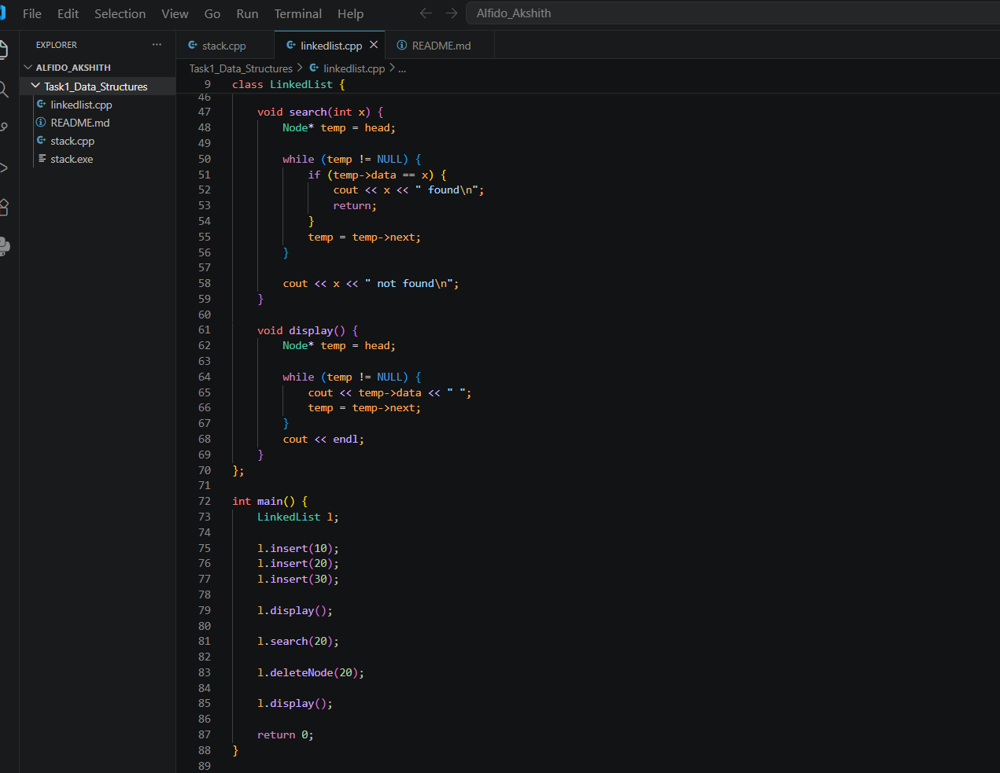 File Edit Selection View Go Run Terminal Help Alfido_Akshith
EXPLORER ...
ALFIDO_AKSHITH
Task1_Data_Structures
linkedlist.cpp
README.md
stack.cpp
stack.exe
stack.cpp linkedlist.cpp README.md
Task1_Data_Structures > linkedlist.cpp > ...
9 class LinkedList {
46
47     void search(int x) {
48         Node* temp = head;
49
50         while (temp != NULL) {
51             if (temp->data == x) {
52                 cout << x << " found\n";
53                 return;
54             }
55             temp = temp->next;
56         }
57
58         cout << x << " not found\n";
59     }
60
61     void display() {
62         Node* temp = head;
63
64         while (temp != NULL) {
65             cout << temp->data << " ";
66             temp = temp->next;
67         }
68         cout << endl;
69     }
70 };
71
72 int main() {
73     LinkedList l;
74
75     l.insert(10);
76     l.insert(20);
77     l.insert(30);
78
79     l.display();
80
81     l.search(20);
82
83     l.deleteNode(20);
84
85     l.display();
86
87     return 0;
88 }
89